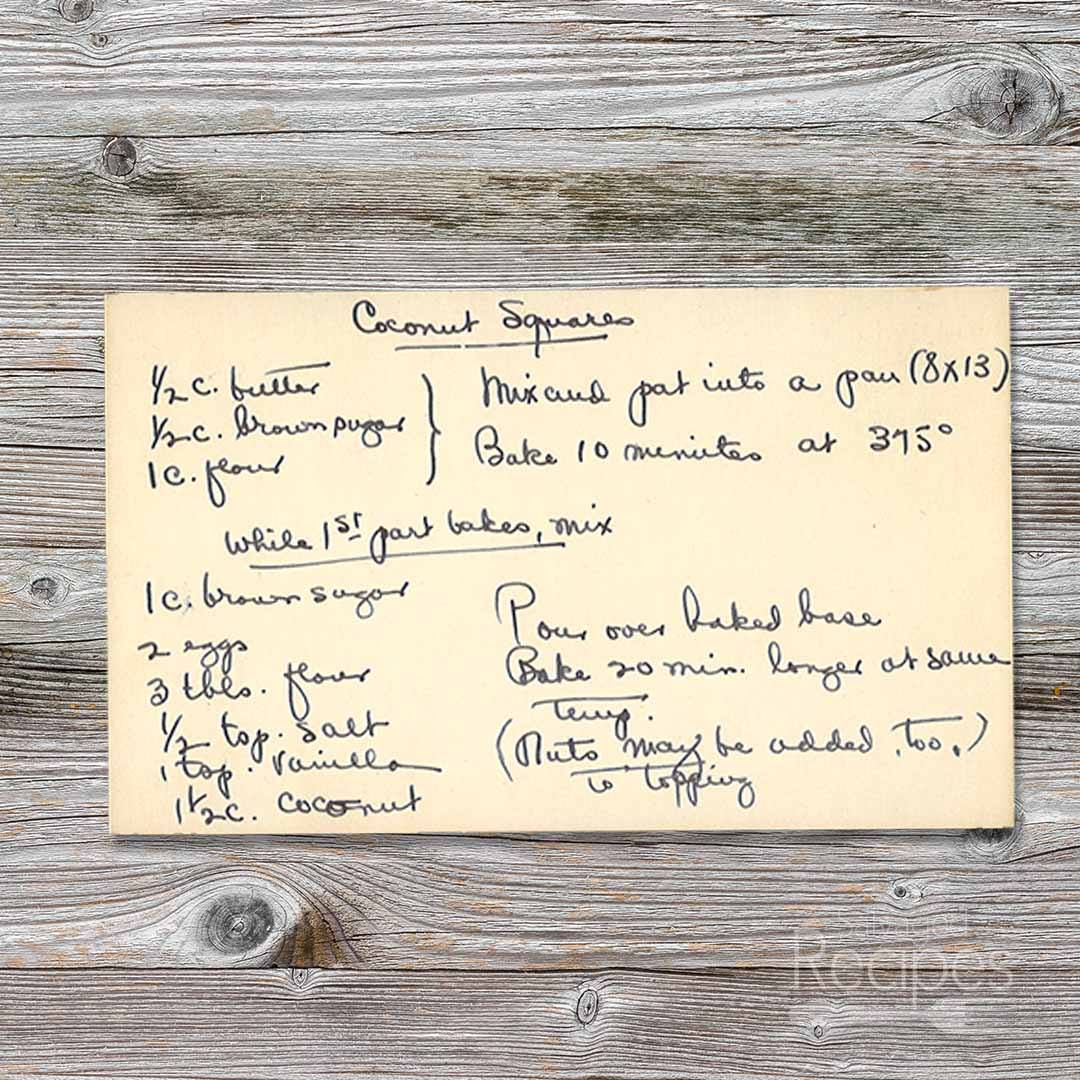 Coconut Squares
1/2 c. butter
1/2 c. brown sugar
1 c. flour
Mix and pat into a pan (8x13)
Bake 10 minutes at 375°
While 1st part bakes, mix
1 c. brown sugar
2 eggs
3 tbls. flour
1/2 tsp. salt
1 tsp. vanilla
1 1/2 c. coconut
Pour over baked base
Bake 20 min. longer at same
temp.
(Nuts may be added, too.)
to topping
Recipes